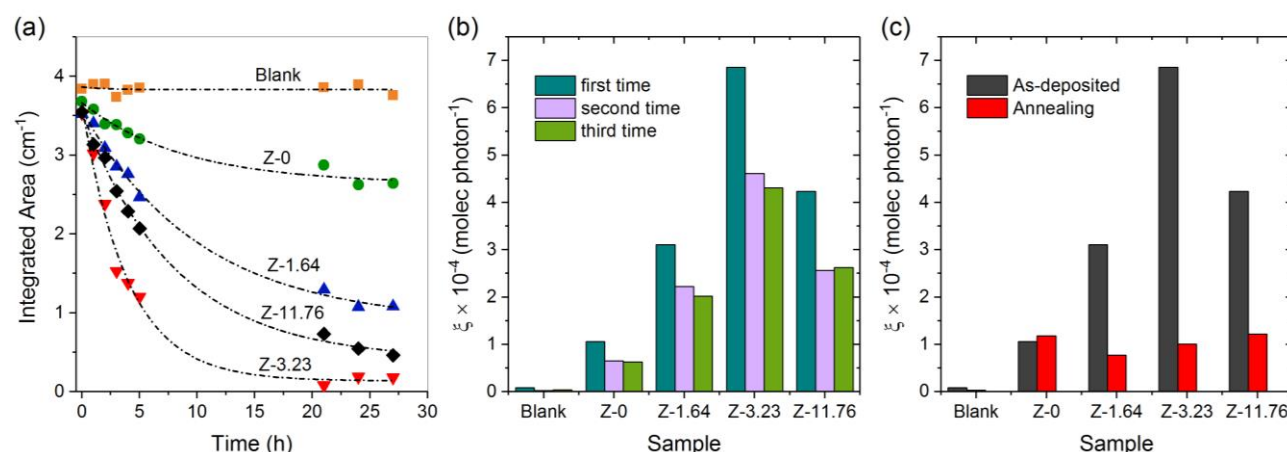 (a)
Integrated Area (cm⁻¹)
4
3
2
1
0
Blank
Z-0
Z-1.64
Z-11.76
Z-3.23
0 5 10 15 20 25 30
Time (h)
(b)
ξ × 10⁻⁴ (molec photon⁻¹)
7
6
5
4
3
2
1
0
first time
second time
third time
Blank Z-0 Z-1.64 Z-3.23 Z-11.76
Sample
(c)
ξ × 10⁻⁴ (molec photon⁻¹)
7
6
5
4
3
2
1
0
As-deposited
Annealing
Blank Z-0 Z-1.64 Z-3.23 Z-11.76
Sample